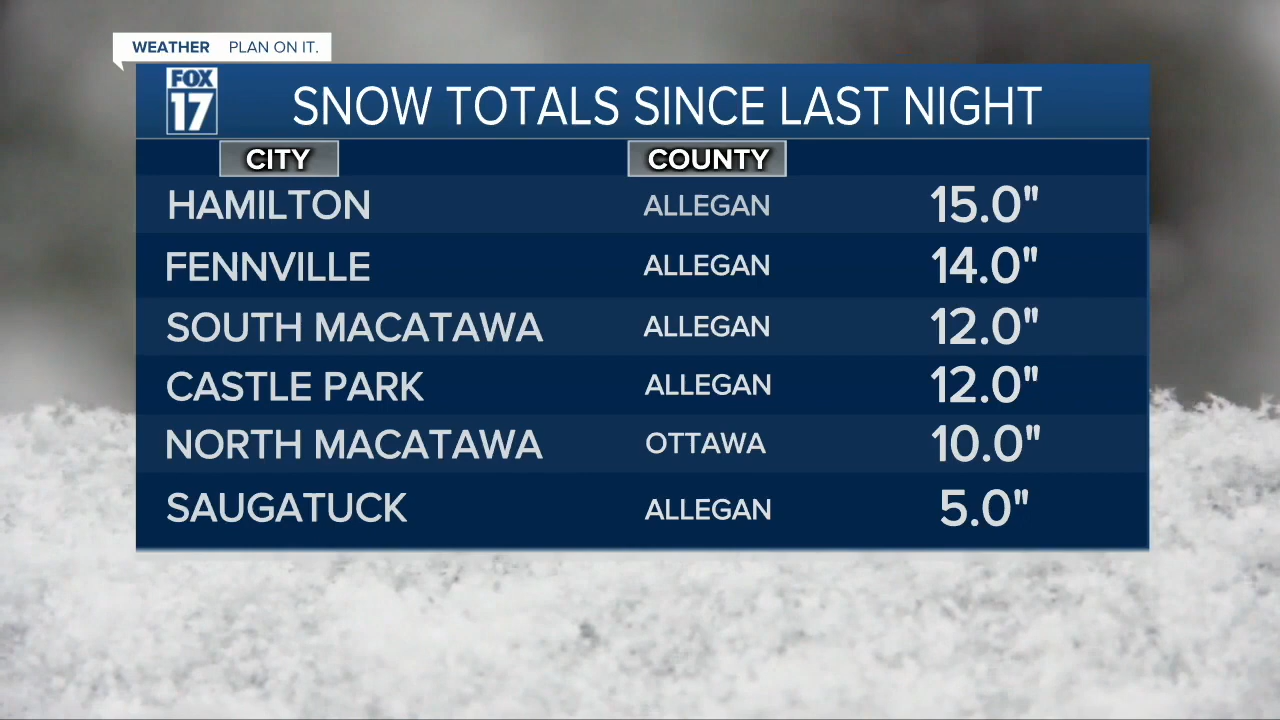 WEATHER PLAN ON IT.
FOX
17
SNOW TOTALS SINCE LAST NIGHT
CITY COUNTY
HAMILTON ALLEGAN 15.0"
FENNVILLE ALLEGAN 14.0"
SOUTH MACATAWA ALLEGAN 12.0"
CASTLE PARK ALLEGAN 12.0"
NORTH MACATAWA OTTAWA 10.0"
SAUGATUCK ALLEGAN 5.0"